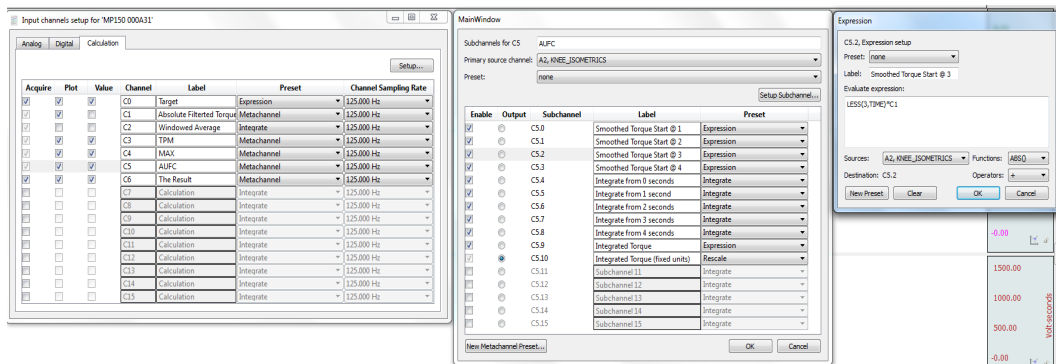 Input channels setup for 'MP150 000A31'
Analog Digital Calculation
Setup...
Acquire Plot Value Channel Label Preset Channel Sampling Rate
C0 Target Expression 125.000 Hz
C1 Absolute Filterted Torque Metachannel 125.000 Hz
C2 Windowed Average Integrate 125.000 Hz
C3 TPM Metachannel 125.000 Hz
C4 MAX Metachannel 125.000 Hz
C5 AUFC Metachannel 125.000 Hz
C6 The Result Metachannel 125.000 Hz
C7 Calculation Integrate 125.000 Hz
C8 Calculation Integrate 125.000 Hz
C9 Calculation Integrate 125.000 Hz
C10 Calculation Integrate 125.000 Hz
C11 Calculation Integrate 125.000 Hz
C12 Calculation Integrate 125.000 Hz
C13 Calculation Integrate 125.000 Hz
C14 Calculation Integrate 125.000 Hz
C15 Calculation Integrate 125.000 Hz
MainWindow
Subchannels for C5 AUFC
Primary source channel: A2, KNEE_ISOMETRICS
Preset: none
Setup Subchannel...
Enable Output Subchannel Label Preset
C5.0 Smoothed Torque Start @ 1 Expression
C5.1 Smoothed Torque Start @ 2 Expression
C5.2 Smoothed Torque Start @ 3 Expression
C5.3 Smoothed Torque Start @ 4 Expression
C5.4 Integrate from 0 seconds Integrate
C5.5 Integrate from 1 second Integrate
C5.6 Integrate from 2 seconds Integrate
C5.7 Integrate from 3 seconds Integrate
C5.8 Integrate from 4 seconds Integrate
C5.9 Integrated Torque Expression
C5.10 Integrated Torque (fixed units) Rescale
C5.11 Subchannel 11 Integrate
C5.12 Subchannel 12 Integrate
C5.13 Subchannel 13 Integrate
C5.14 Subchannel 14 Integrate
C5.15 Subchannel 15 Integrate
New Metachannel Preset... OK Cancel
Expression
C5.2, Expression setup
Preset: none
Label: Smoothed Torque Start @ 3
Evaluate expression:
LESS(3,TIME)*C1
Sources: A2, KNEE_ISOMETRICS Functions: ABS()
Destination: C5.2 Operators: +
New Preset Clear OK Cancel
-0.00
1500.00
1000.00
500.00
-0.00
Volt-seconds